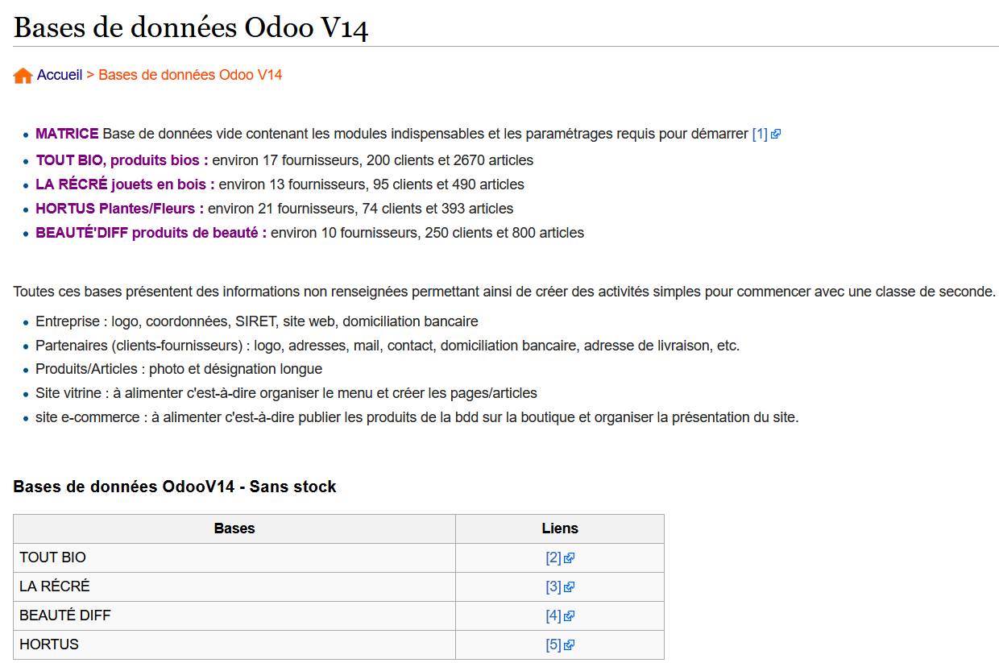 Bases de données Odoo V14
Accueil > Bases de données Odoo V14
MATRICE Base de données vide contenant les modules indispensables et les paramétrages requis pour démarrer [1]
TOUT BIO, produits bios : environ 17 fournisseurs, 200 clients et 2670 articles
LA RÉCRÉ jouets en bois : environ 13 fournisseurs, 95 clients et 490 articles
HORTUS Plantes/Fleurs : environ 21 fournisseurs, 74 clients et 393 articles
BEAUTÉ'DIFF produits de beauté : environ 10 fournisseurs, 250 clients et 800 articles
Toutes ces bases présentent des informations non renseignées permettant ainsi de créer des activités simples pour commencer avec une classe de seconde.
Entreprise : logo, coordonnées, SIRET, site web, domiciliation bancaire
Partenaires (clients-fournisseurs) : logo, adresses, mail, contact, domiciliation bancaire, adresse de livraison, etc.
Produits/Articles : photo et désignation longue
Site vitrine : à alimenter c'est-à-dire organiser le menu et créer les pages/articles
site e-commerce : à alimenter c'est-à-dire publier les produits de la bdd sur la boutique et organiser la présentation du site.
Bases de données OdooV14 - Sans stock
Bases Liens
TOUT BIO [2]
LA RÉCRÉ [3]
BEAUTÉ DIFF [4]
HORTUS [5]